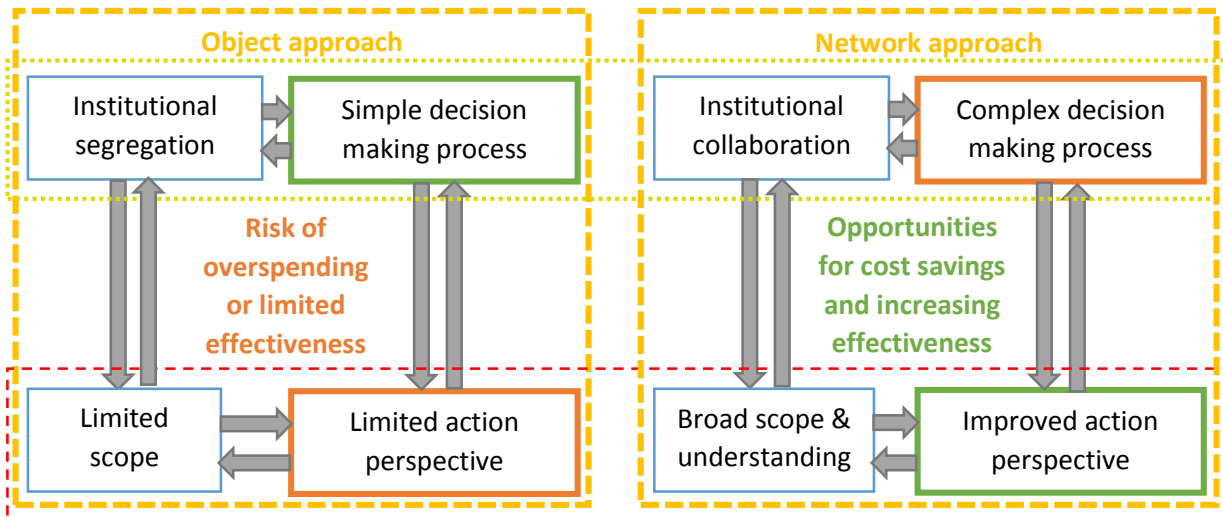 Object approach
Institutional
segregation
Simple decision
making process
Risk of
overspending
or limited
effectiveness
Limited
scope
Limited action
perspective
Network approach
Institutional
collaboration
Complex decision
making process
Opportunities
for cost savings
and increasing
effectiveness
Broad scope &
understanding
Improved action
perspective